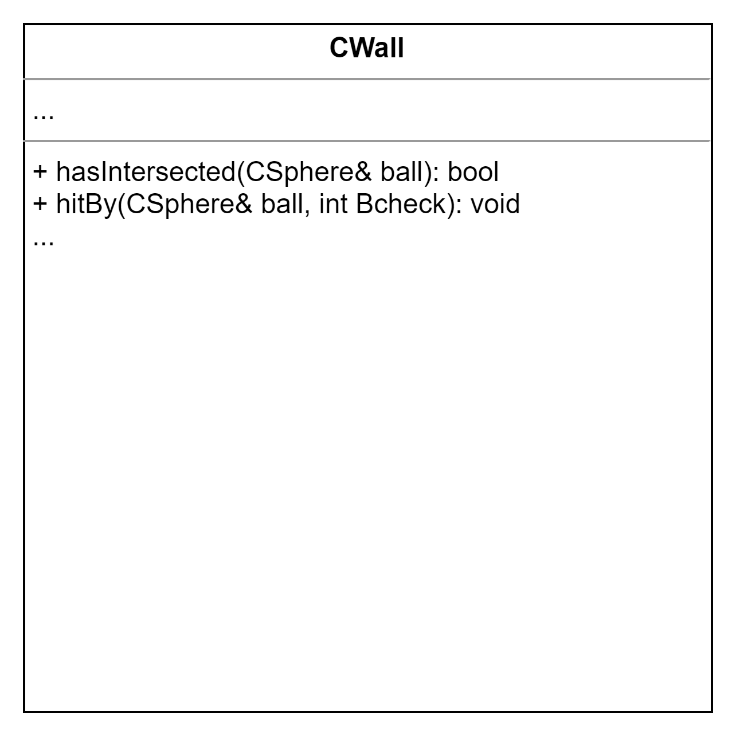 CWall
...
+ hasIntersected(CSphere& ball): bool
+ hitBy(CSphere& ball, int Bcheck): void
...